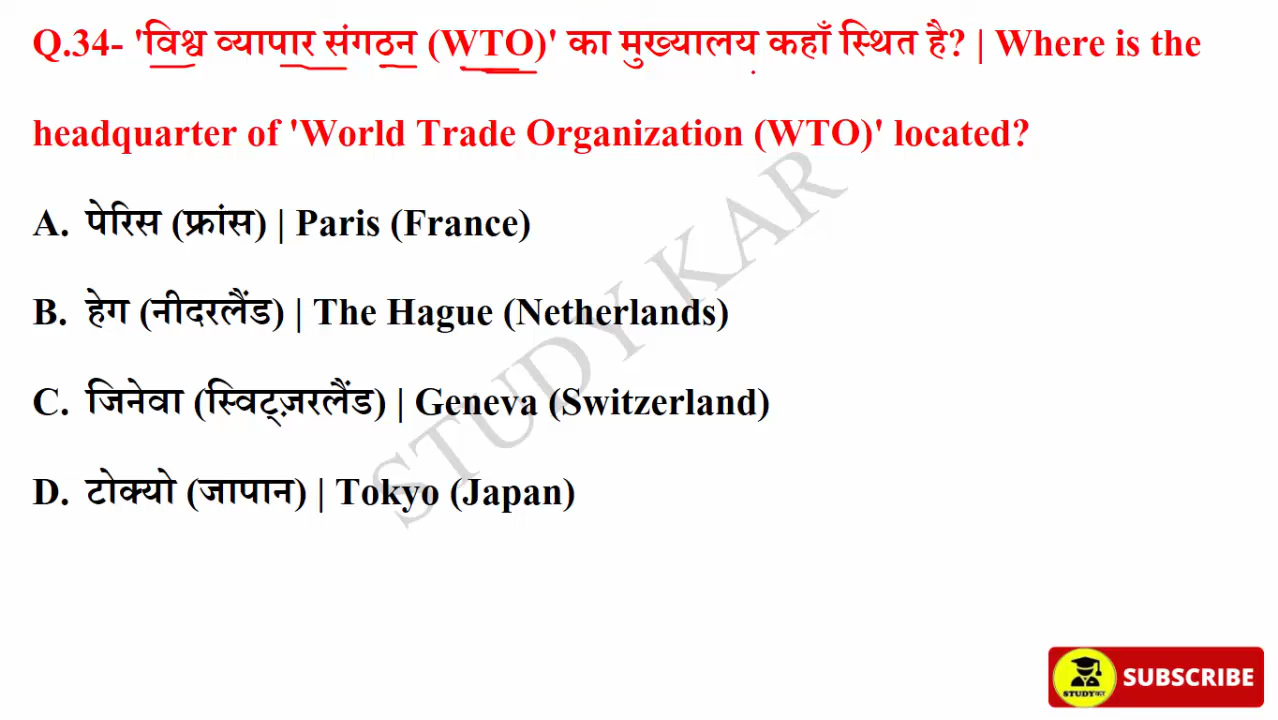 Q.34- 'विश्व व्यापार संगठन (WTO)' का मुख्यालय कहाँ स्थित है? | Where is the
headquarter of 'World Trade Organization (WTO)' located?
A. पेरिस (फ्रांस) | Paris (France)
B. हेग (नीदरलैंड) | The Hague (Netherlands)
C. जिनेवा (स्विट्ज़रलैंड) | Geneva (Switzerland)
D. टोक्यो (जापान) | Tokyo (Japan)
STUDY KAR
STUDYकर
SUBSCRIBE